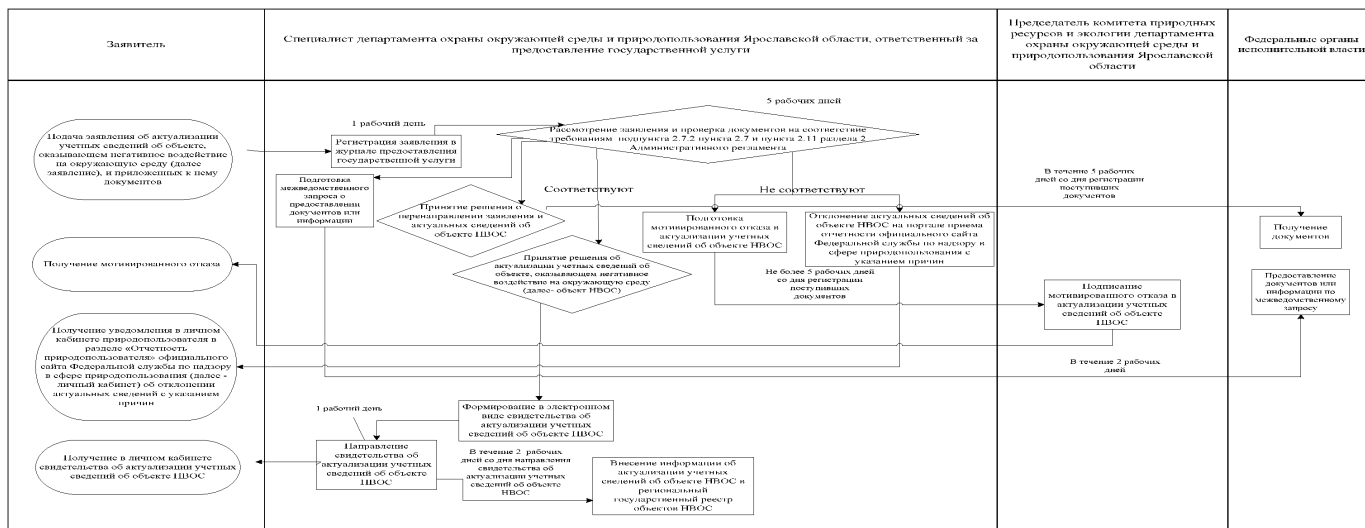 Заявитель
Специалист департамента охраны окружающей среды и природопользования Ярославской области, ответственный за
предоставление государственной услуги
Председатель комитета природных
ресурсов и экологии департамента
охраны окружающей среды и
природопользования Ярославской
области
Федеральные органы
исполнительной власти
Подача заявления об актуализации
учетных сведений об объекте,
оказывающем негативное воздействие
на окружающую среду (далее
заявление), и приложенных к нему
документов
1 рабочий день
Регистрация заявления в
журнале предоставления
государственной услуги
5 рабочих дней
Рассмотрение заявления и проверка документов на соответствие
требованиям подпункта 2.7.2 пункта 2.7 и пункта 2.11 раздела 2
Административного регламента
Подготовка
межведомственного
запроса о
предоставлении
документов или
информации
Соответствуют
Не соответствуют
Принятие решения о
перенаправлении заявления и
актуальных сведений об
объекте НВОС
Подготовка
мотивированного отказа в
актуализации учетных
сведений об объекте НВОС
Отклонение актуальных сведений об
объекте НВОС на портале приема
отчетности официального сайта
Федеральной службы по надзору в
сфере природопользования с
указанием причин
В течение 5 рабочих
дней со дня регистрации
поступивших
документов
Получение
документов
Получение мотивированного отказа
Принятие решения об
актуализации учетных сведений об
объекте, оказывающем негативное
воздействие на окружающую среду
(далее- объект НВОС)
Не более 5 рабочих дней
со дня регистрации
поступивших
документов
Подписание
мотивированного отказа в
актуализации учетных
сведений об объекте
НВОС
Предоставление
документов или
информации по
межведомственному
запросу
Получение уведомления в личном
кабинете природопользователя в
разделе «Отчетность
природопользователя» официального
сайта Федеральной службы по надзору
в сфере природопользования (далее -
личный кабинет) об отклонении
актуальных сведений с указанием
причин
В течение 2 рабочих
дней
1 рабочий день
Формирование в электронном
виде свидетельства об
актуализации учетных
сведений об объекте НВОС
Получение в личном кабинете
свидетельства об актуализации учетных
сведений об объекте НВОС
Направление
свидетельства об
актуализации учетных
сведений об объекте
НВОС
В течение 2 рабочих
дней со дня направления
свидетельства об
актуализации учетных
сведений об объекте
НВОС
Внесение информации об
актуализации учетных
сведений об объекте НВОС в
региональный
государственный реестр
объектов НВОС